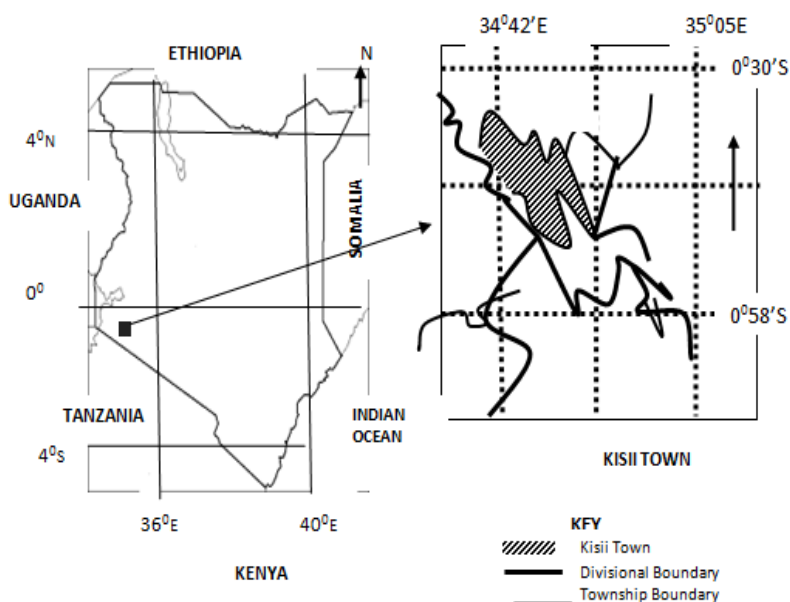 34⁰42’E 35⁰05E
ETHIOPIA N
0⁰30’S
4⁰N
UGANDA
SOMALIA
0⁰
0⁰58’S
TANZANIA
INDIAN
OCEAN
4⁰S
KISII TOWN
36⁰E 40⁰E
KENYA
KEY
Kisii Town
Divisional Boundary
Township Boundary